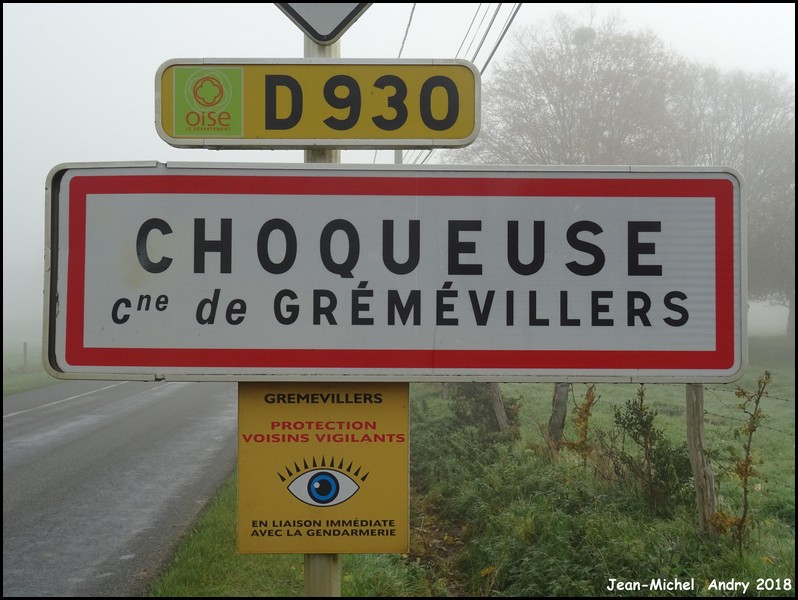 oise
LE DÉPARTEMENT
D 930
CHOQUEUSE
Cne de GRÉMÉVILLERS
GREMEVILLERS
PROTECTION
VOISINS VIGILANTS
EN LIAISON IMMÉDIATE
AVEC LA GENDARMERIE
Jean-Michel Andry 2018